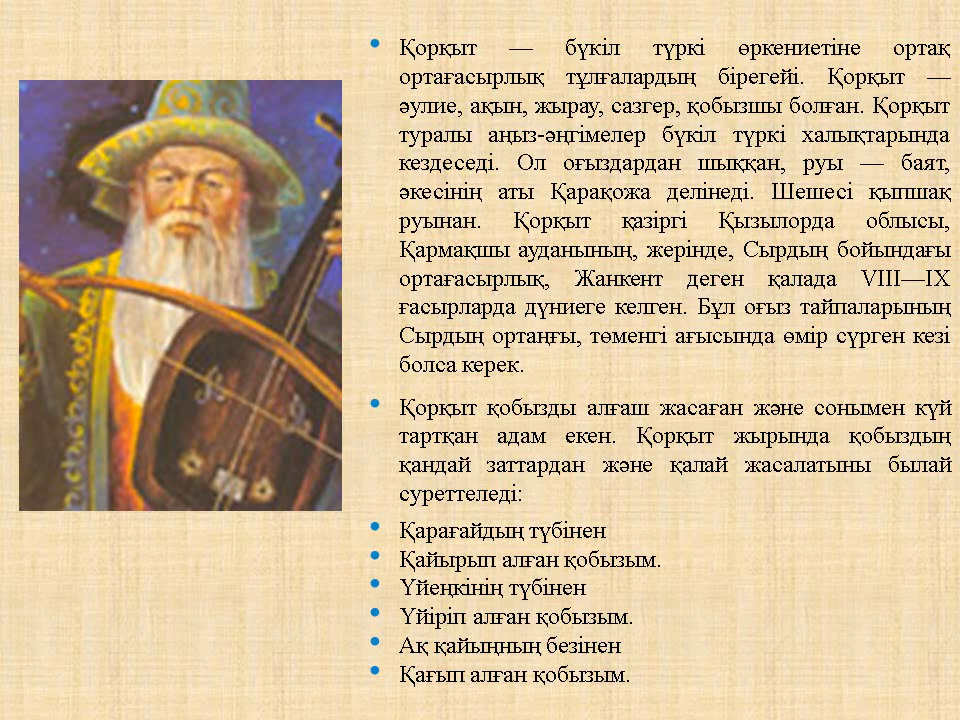 Қорқыт — бүкіл түркі өркениетіне ортақ
ортағасырлық тұлғалардың бірегейі. Қорқыт —
әулие, ақын, жырау, сазгер, қобызшы болған. Қорқыт
туралы аңыз-әңгімелер бүкіл түркі халықтарында
кездеседі. Ол оғыздардан шыққан, руы — баят,
әкесінің аты Қарақожа делінеді. Шешесі қыпшақ
руынан. Қорқыт қазіргі Қызылорда облысы,
Қармақшы ауданының, жерінде, Сырдың бойындағы
ортағасырлық, Жанкент деген қалада VIII—IX
ғасырларда дүниеге келген. Бұл оғыз тайпаларының
Сырдың ортаңғы, төменгі ағысында өмір сүрген кезі
болса керек.
Қорқыт қобызды алғаш жасаған және сонымен күй
тартқан адам екен. Қорқыт жырында қобыздың
қандай заттардан және қалай жасалатыны былай
суреттеледі:
Қарағайдың түбінен
Қайырып алған қобызым.
Үйеңкінің түбінен
Үйіріп алған қобызым.
Ақ қайыңның безінен
Қағып алған қобызым.